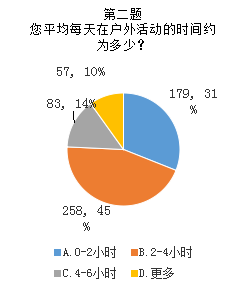 第二题
您平均每天在户外活动的时间约
为多少?
57, 10%
179, 31
%
83, 14%
258, 45
%
A.0-2小时
B.2-4小时
C.4-6小时
D.更多